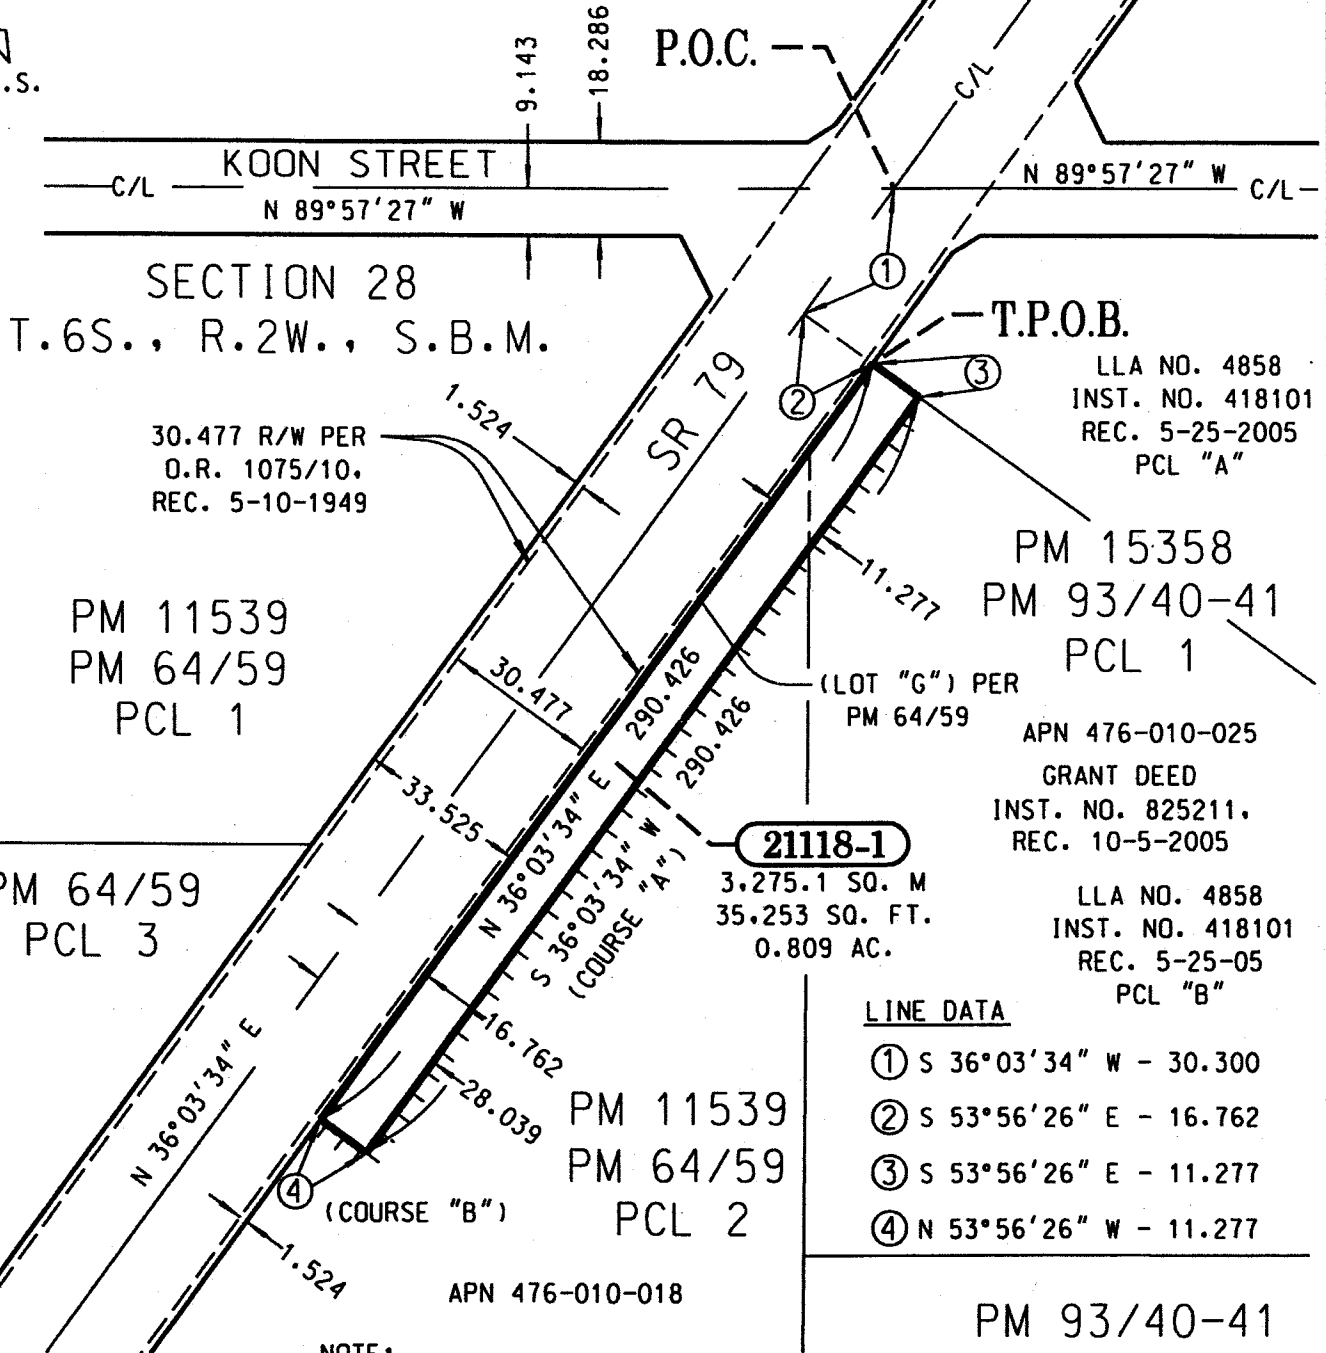 .S.
9.143
18.286
P.O.C.
C/L
KOON STREET
C/L
N 89°57'27" W
N 89°57'27" W
C/L
SECTION 28
T.6S., R.2W., S.B.M.
1
T.P.O.B.
SR 79
2
3
LLA NO. 4858
INST. NO. 418101
REC. 5-25-2005
PCL "A"
1.524
30.477 R/W PER
O.R. 1075/10,
REC. 5-10-1949
11.277
PM 15358
PM 93/40-41
PCL 1
PM 11539
PM 64/59
PCL 1
30.477
290.426
290.426
(LOT "G") PER
PM 64/59
APN 476-010-025
GRANT DEED
INST. NO. 825211,
REC. 10-5-2005
33.525
N 36°03'34" E
S 36°03'34" W
(COURSE "A")
21118-1
3,275.1 SQ. M
35,253 SQ. FT.
0.809 AC.
PM 64/59
PCL 3
LLA NO. 4858
INST. NO. 418101
REC. 5-25-05
PCL "B"
N 36°03'34" E
16.762
28.039
LINE DATA
1 S 36°03'34" W - 30.300
2 S 53°56'26" E - 16.762
3 S 53°56'26" E - 11.277
4 N 53°56'26" W - 11.277
PM 11539
PM 64/59
PCL 2
4
(COURSE "B")
1.524
APN 476-010-018
PM 93/40-41
NOTE: